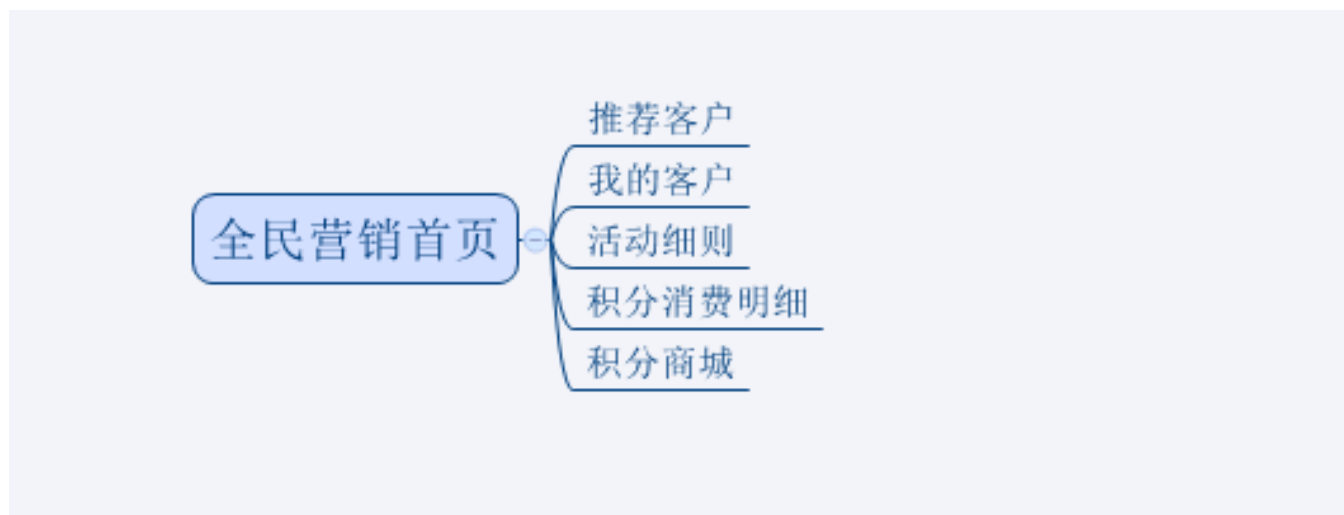 全民营销首页
推荐客户
我的客户
活动细则
积分消费明细
积分商城